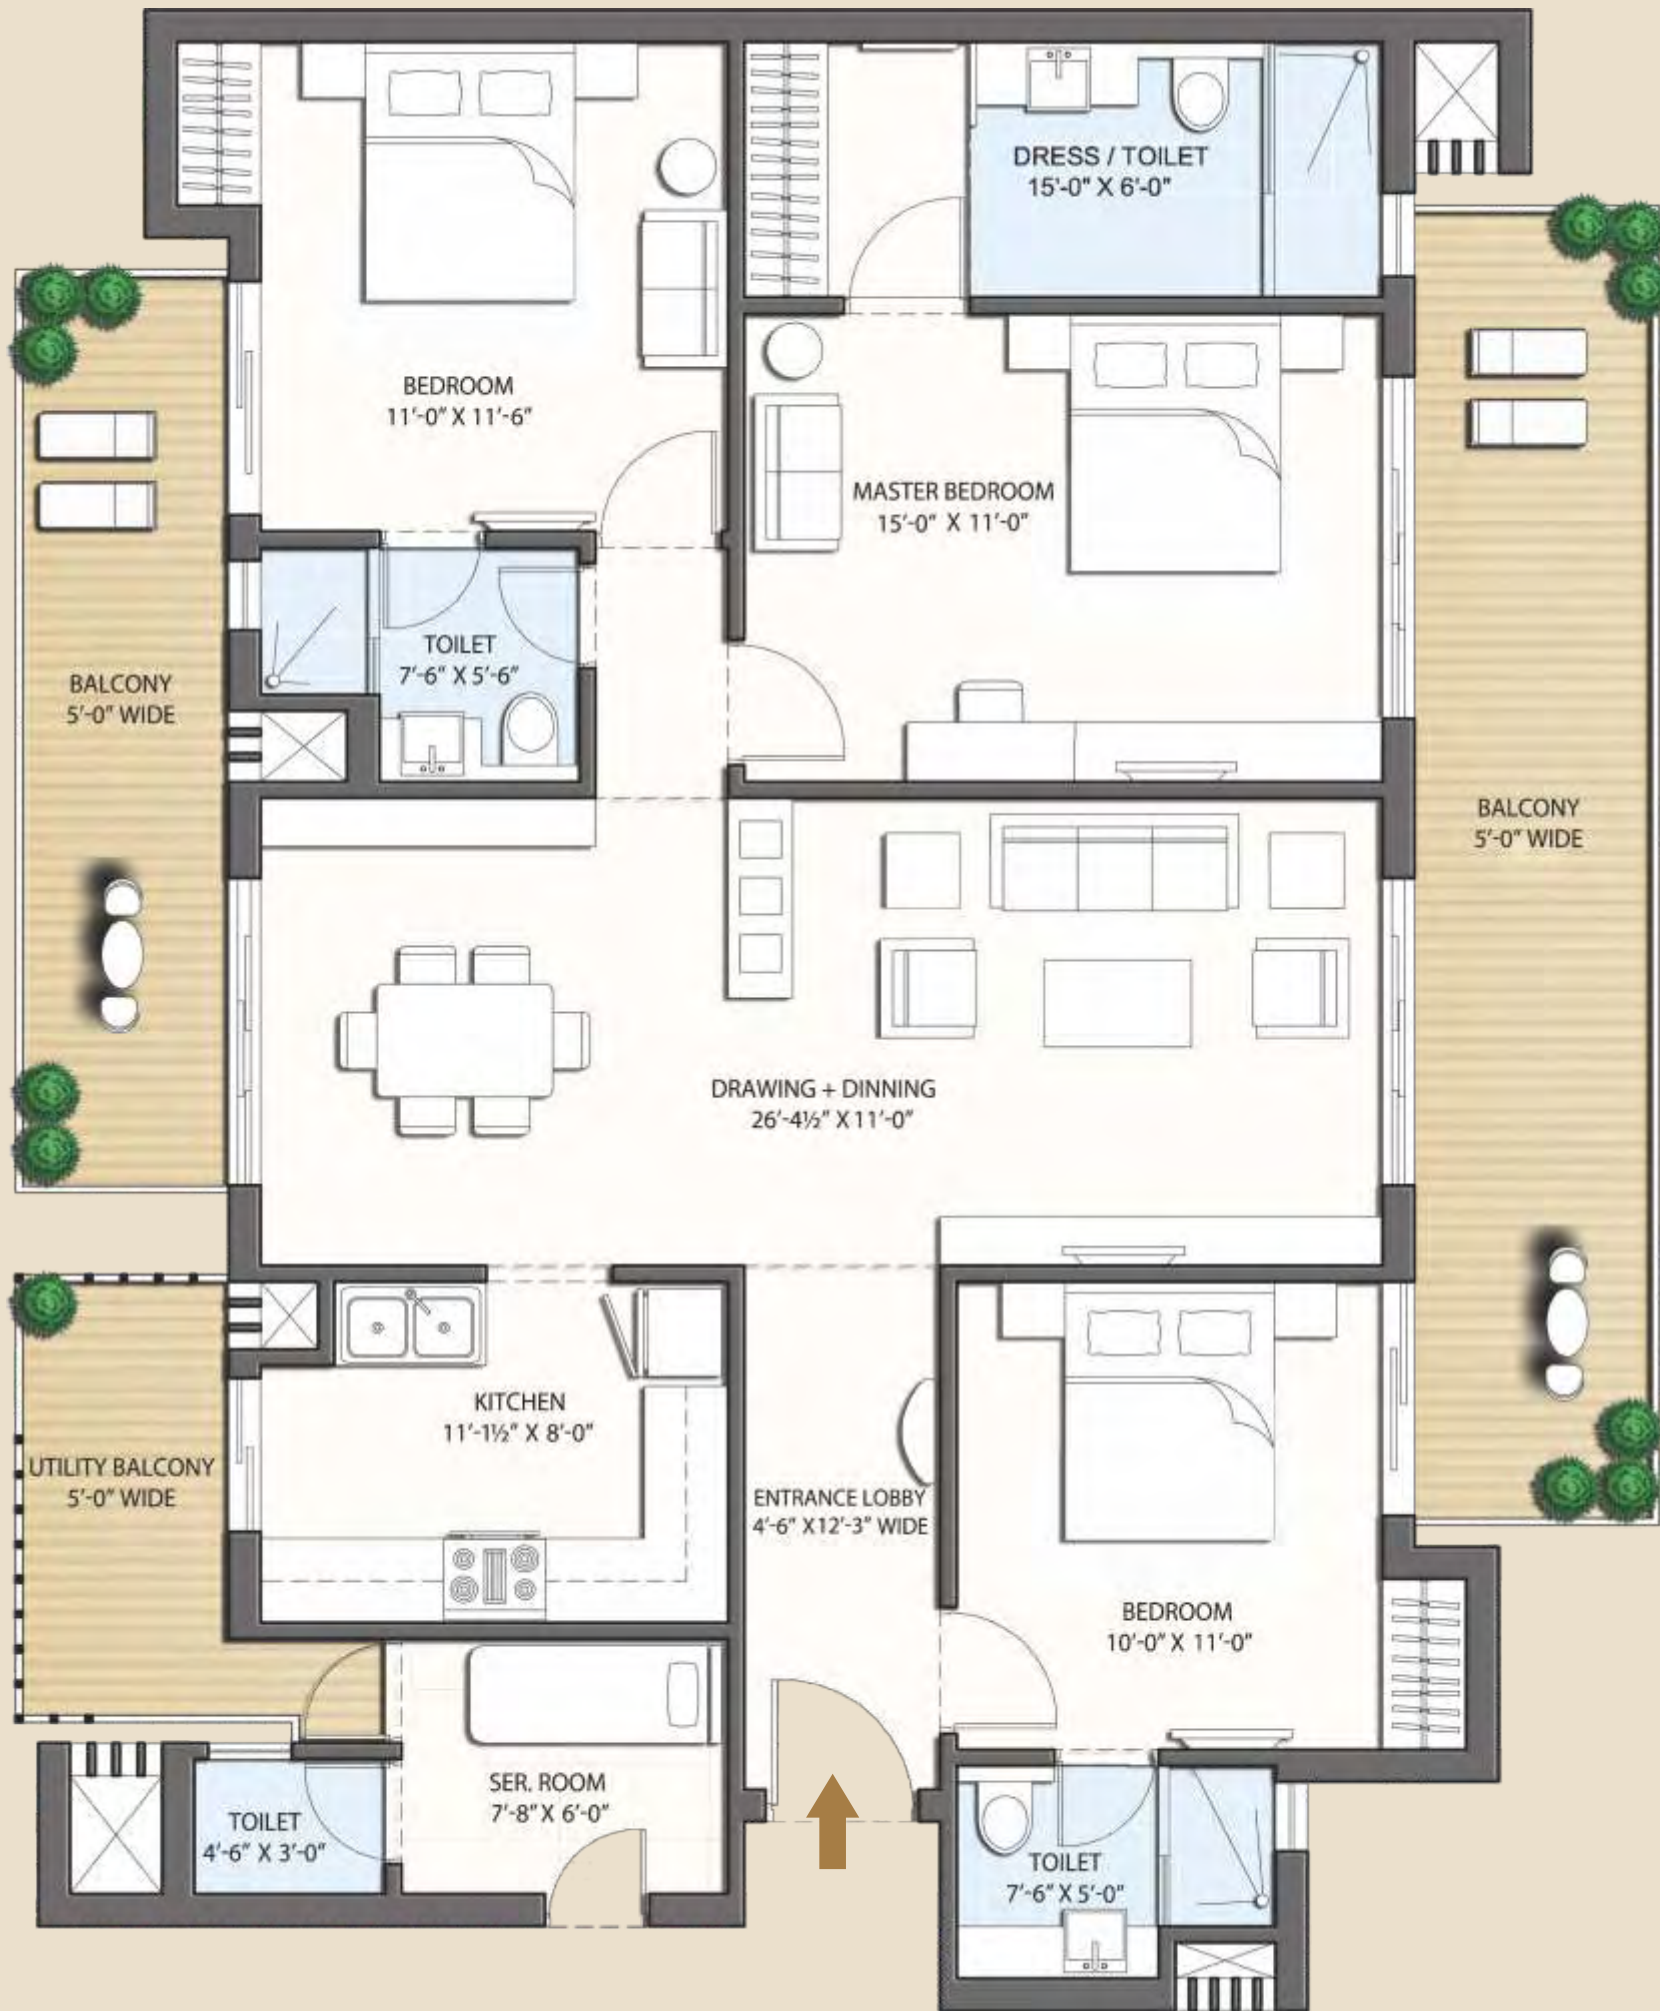 DRESS / TOILET
15'-0" X 6'-0"
BEDROOM
11'-0" X 11'-6"
MASTER BEDROOM
15'-0" X 11'-0"
TOILET
7'-6" X 5'-6"
BALCONY
5'-0" WIDE
BALCONY
5'-0" WIDE
DRAWING + DINNING
26'-4½" X 11'-0"
KITCHEN
11'-1½" X 8'-0"
UTILITY BALCONY
5'-0" WIDE
ENTRANCE LOBBY
4'-6" X12'-3" WIDE
BEDROOM
10'-0" X 11'-0"
SER. ROOM
7'-8" X 6'-0"
TOILET
4'-6" X 3'-0"
TOILET
7'-6" X 5'-0"